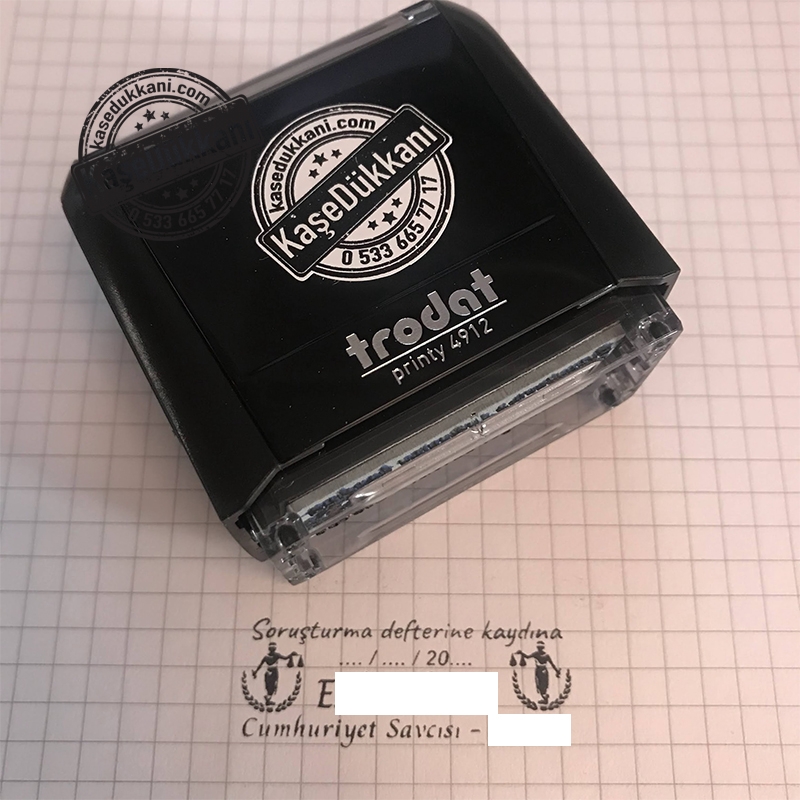 kasedukkani.com
KaşeDükkanı
0 533 665 77 17
kasedukkani.com
KaşeDükkanı
0 533 665 77 17
trodat
printy 4912
Soruşturma defterine kaydına
.... / .... / 20....
E
Cumhuriyet Savcısı -